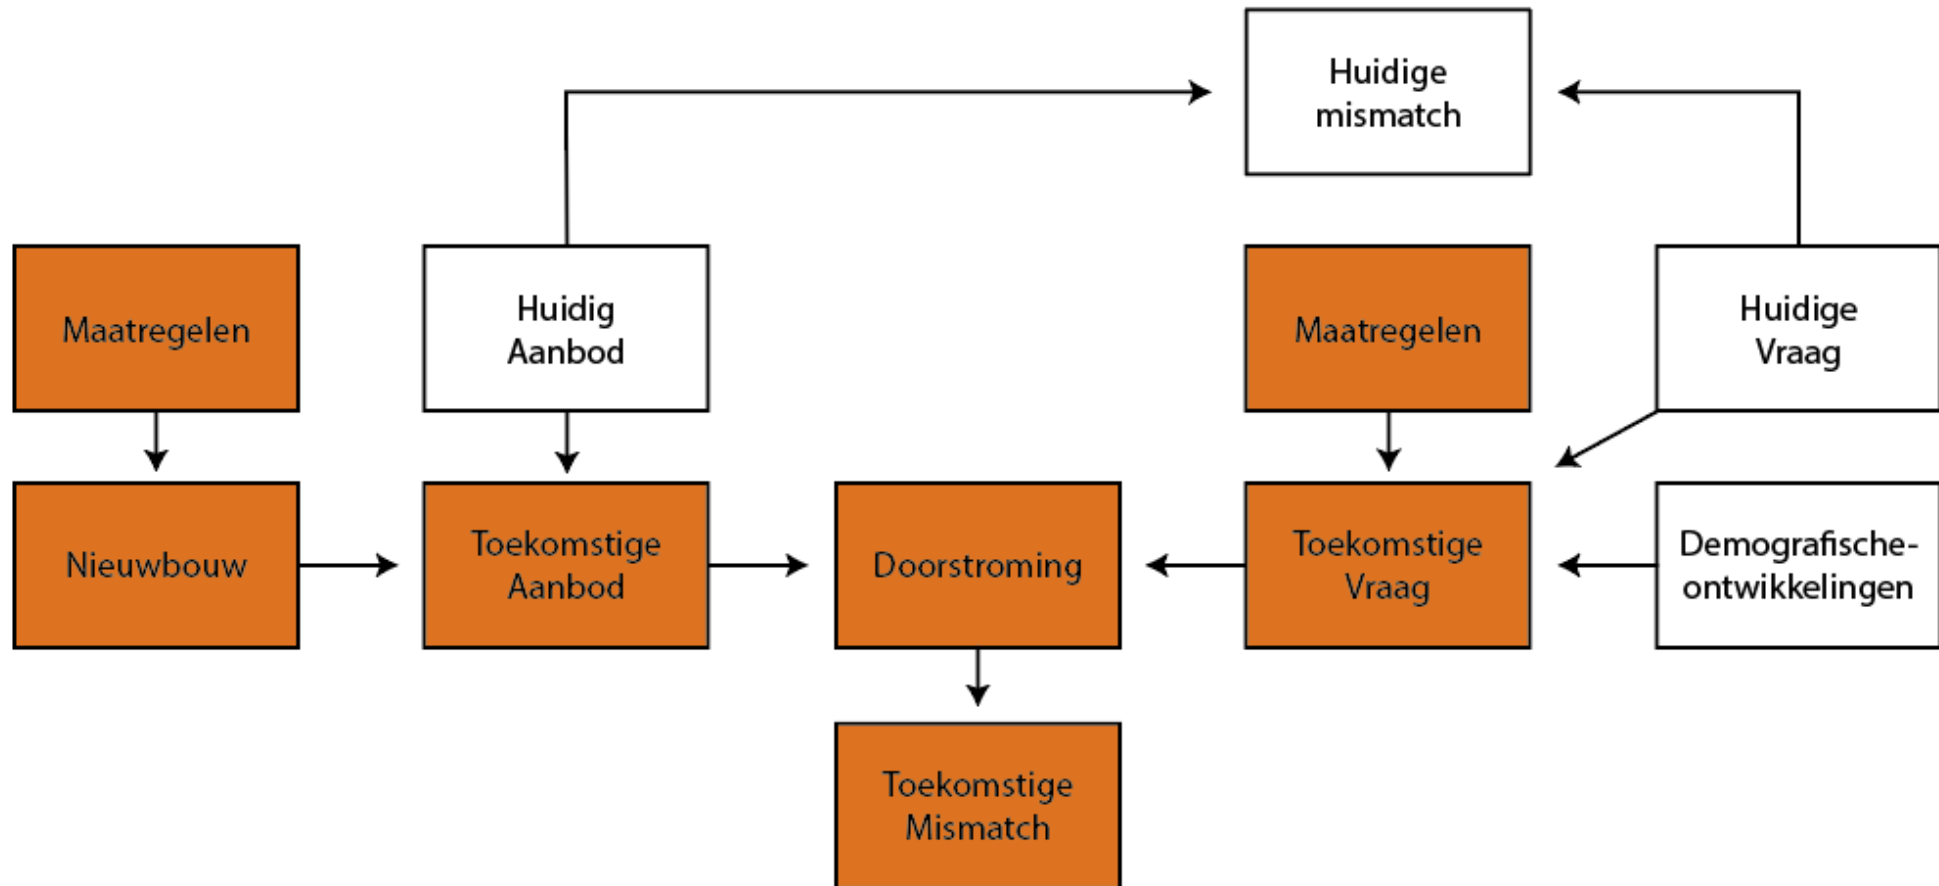 Huidige
mismatch
Maatregelen
Huidig
Aanbod
Maatregelen
Huidige
Vraag
Nieuwbouw
Toekomstige
Aanbod
Doorstroming
Toekomstige
Vraag
Demografische-
ontwikkelingen
Toekomstige
Mismatch